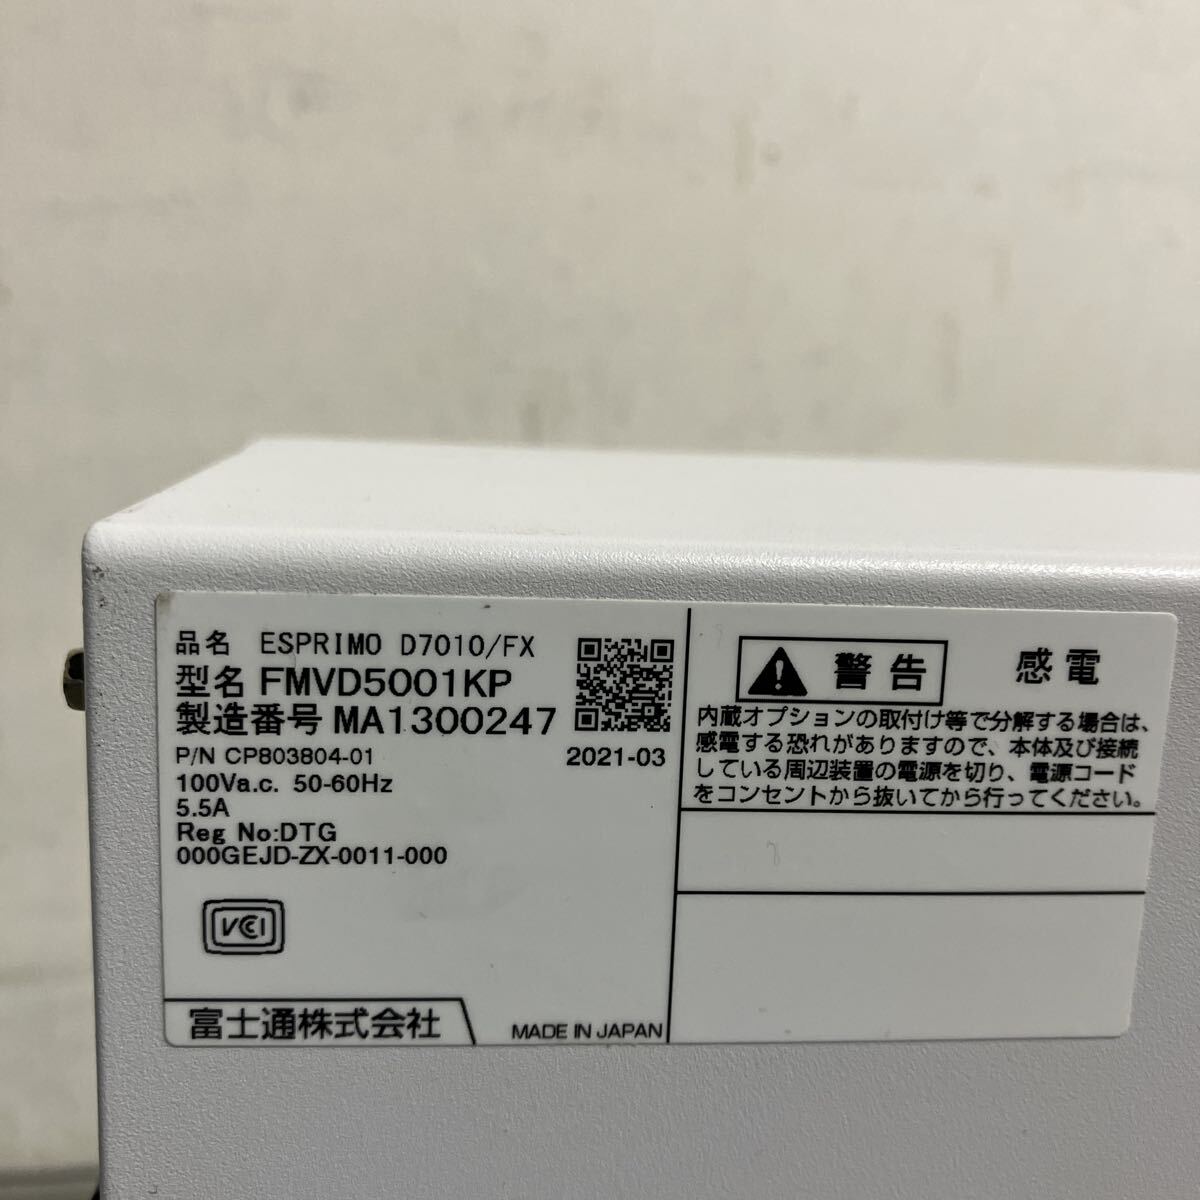 品名 ESPRIMO D7010/FX
型名 FMVD5001KP
製造番号 MA1300247
P/N CP803804-01
2021-03
100Va.c. 50-60Hz
5.5A
Reg No:DTG
000GEJD-ZX-0011-000
VCI
富士通株式会社
MADE IN JAPAN
警告 感電
内蔵オプションの取付け等で分解する場合は、
感電する恐れがありますので、本体及び接続
している周辺装置の電源を切り、電源コード
をコンセントから抜いてから行ってください。